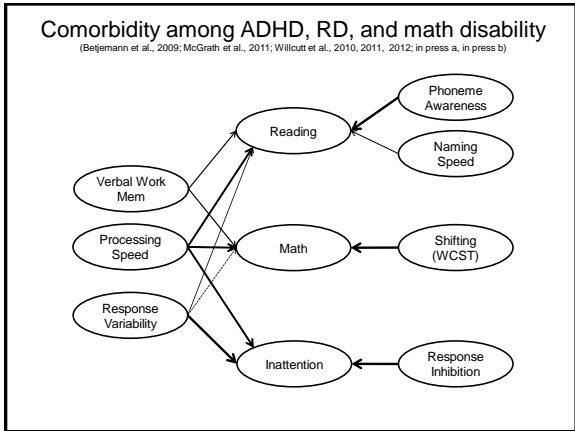 Comorbidity among ADHD, RD, and math disability
(Betjemann et al., 2009; McGrath et al., 2011; Willcutt et al., 2010, 2011, 2012; in press a, in press b)
Phoneme
Awareness
Reading
Naming
Speed
Verbal Work
Mem
Processing
Speed
Math
Shifting
(WCST)
Response
Variability
Inattention
Response
Inhibition